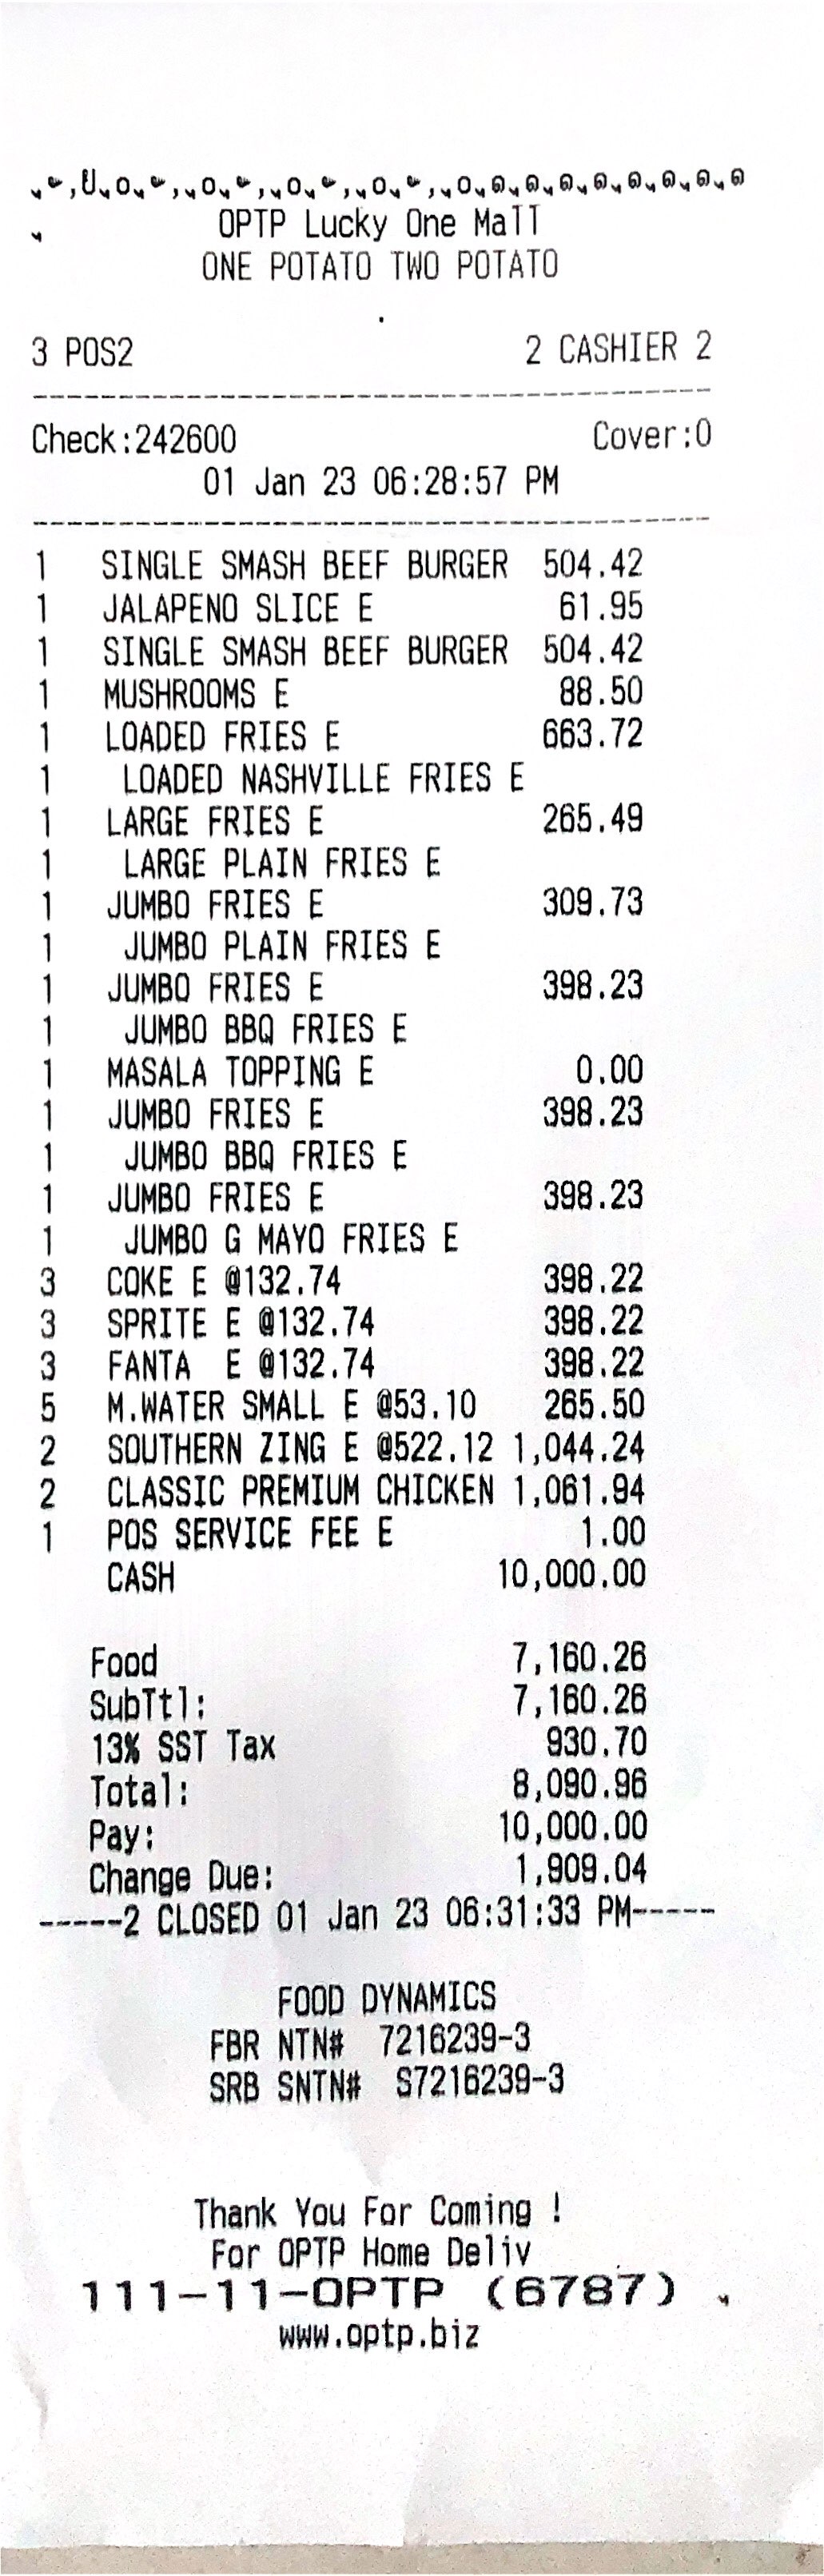 OPTP Lucky One Mall
ONE POTATO TWO POTATO
3 POS2 2 CASHIER 2
Check:242600 Cover:0
01 Jan 23 06:28:57 PM
1 SINGLE SMASH BEEF BURGER 504.42
1 JALAPENO SLICE E 61.95
1 SINGLE SMASH BEEF BURGER 504.42
1 MUSHROOMS E 88.50
1 LOADED FRIES E 663.72
1 LOADED NASHVILLE FRIES E
1 LARGE FRIES E 265.49
1 LARGE PLAIN FRIES E
1 JUMBO FRIES E 309.73
1 JUMBO PLAIN FRIES E
1 JUMBO FRIES E 398.23
1 JUMBO BBQ FRIES E
1 MASALA TOPPING E 0.00
1 JUMBO FRIES E 398.23
1 JUMBO BBQ FRIES E
1 JUMBO FRIES E 398.23
1 JUMBO G MAYO FRIES E
3 COKE E @132.74 398.22
3 SPRITE E @132.74 398.22
3 FANTA E @132.74 398.22
5 M.WATER SMALL E @53.10 265.50
2 SOUTHERN ZING E @522.12 1,044.24
2 CLASSIC PREMIUM CHICKEN 1,061.94
1 POS SERVICE FEE E 1.00
CASH 10,000.00
Food 7,160.26
SubTtl: 7,160.26
13% SST Tax 930.70
Total: 8,090.96
Pay: 10,000.00
Change Due: 1,909.04
-----2 CLOSED 01 Jan 23 06:31:33 PM-----
FOOD DYNAMICS
FBR NTN# 7216239-3
SRB SNTN# S7216239-3
Thank You For Coming !
For OPTP Home Deliv
111-11-OPTP (6787)
www.optp.biz